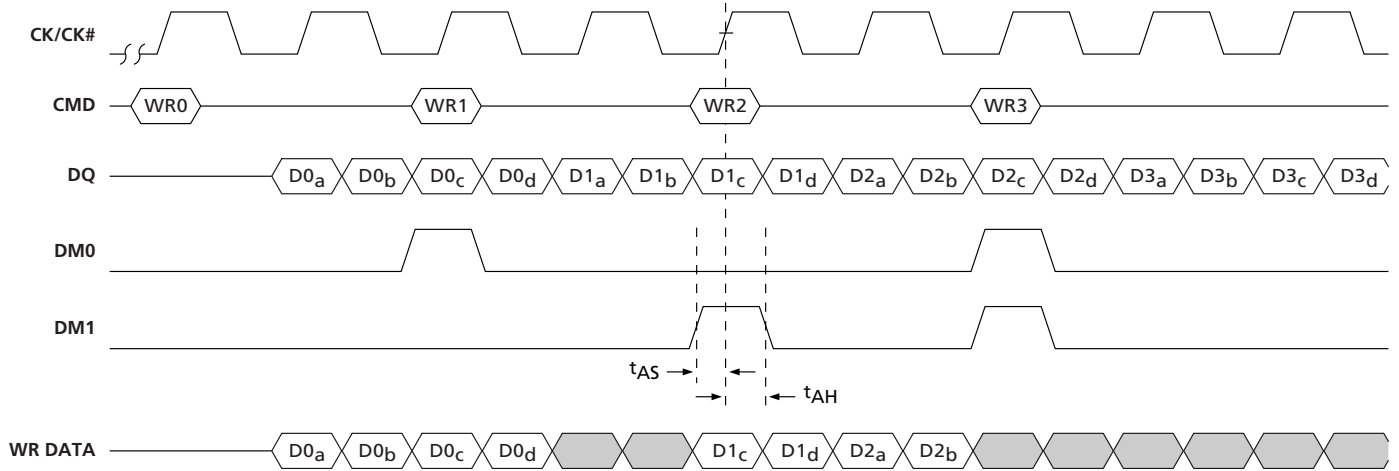 CK/CK#
CMD WR0 WR1 WR2 WR3
DQ D0a D0b D0c D0d D1a D1b D1c D1d D2a D2b D2c D2d D3a D3b D3c D3d
DM0
DM1
tAS
tAH
WR DATA D0a D0b D0c D0d D1c D1d D2a D2b